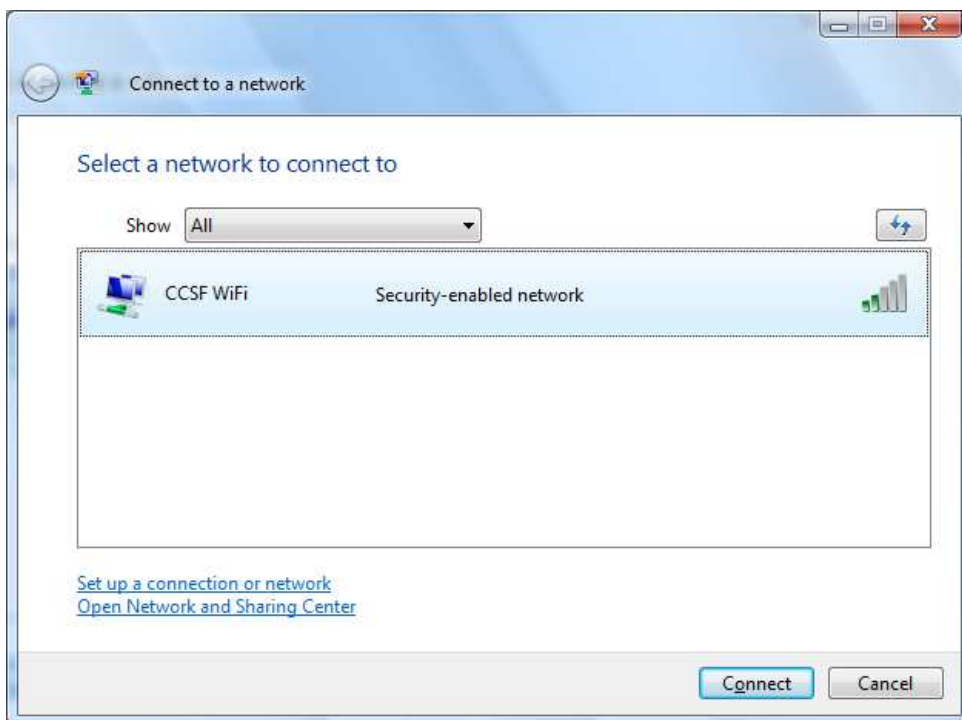 Connect to a network
Select a network to connect to
Show All
CCSF WiFi Security-enabled network
Set up a connection or network
Open Network and Sharing Center
Connect Cancel